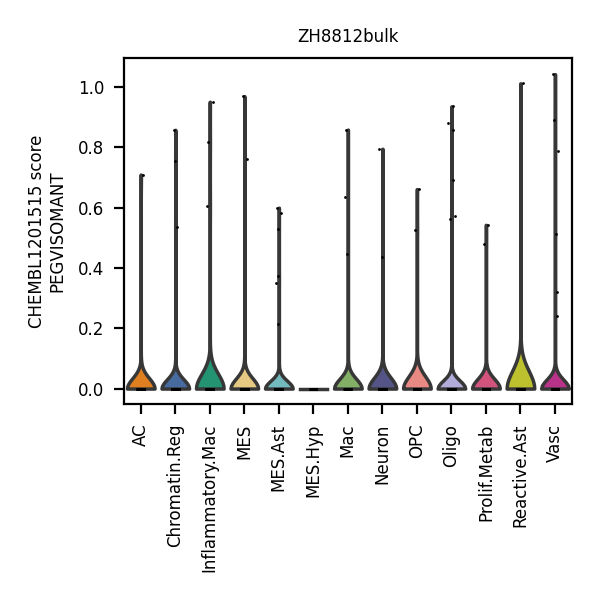 ZH8812bulk
CHEMBL1201515 score
PEGVISOMANT
1.0
0.8
0.6
0.4
0.2
0.0
AC
Chromatin.Reg
Inflammatory.Mac
MES
MES.Ast
MES.Hyp
Mac
Neuron
OPC
Oligo
Prolif.Metab
Reactive.Ast
Vasc